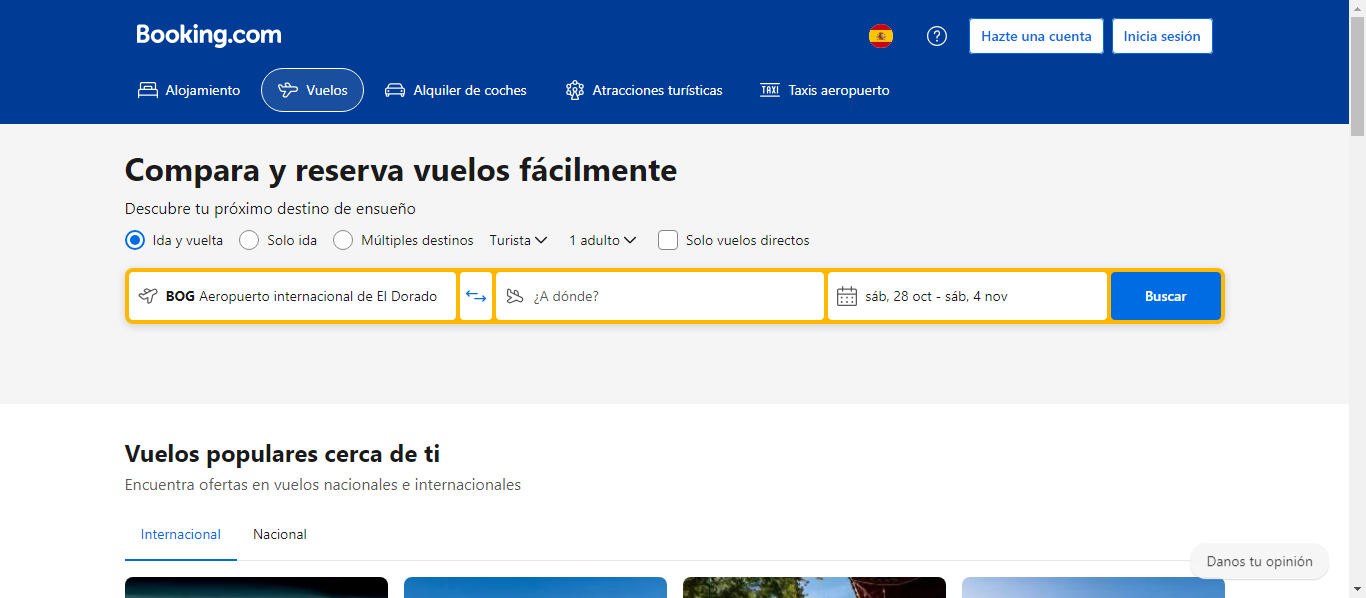 Booking.com
Hazte una cuenta
Inicia sesión
Alojamiento
Vuelos
Alquiler de coches
Atracciones turísticas
TAXI Taxis aeropuerto
Compara y reserva vuelos fácilmente
Descubre tu próximo destino de ensueño
Ida y vuelta Solo ida Múltiples destinos Turista 1 adulto Solo vuelos directos
BOG Aeropuerto internacional de El Dorado
¿A dónde?
sáb, 28 oct - sáb, 4 nov
Buscar
Vuelos populares cerca de ti
Encuentra ofertas en vuelos nacionales e internacionales
Internacional Nacional
Danos tu opinión